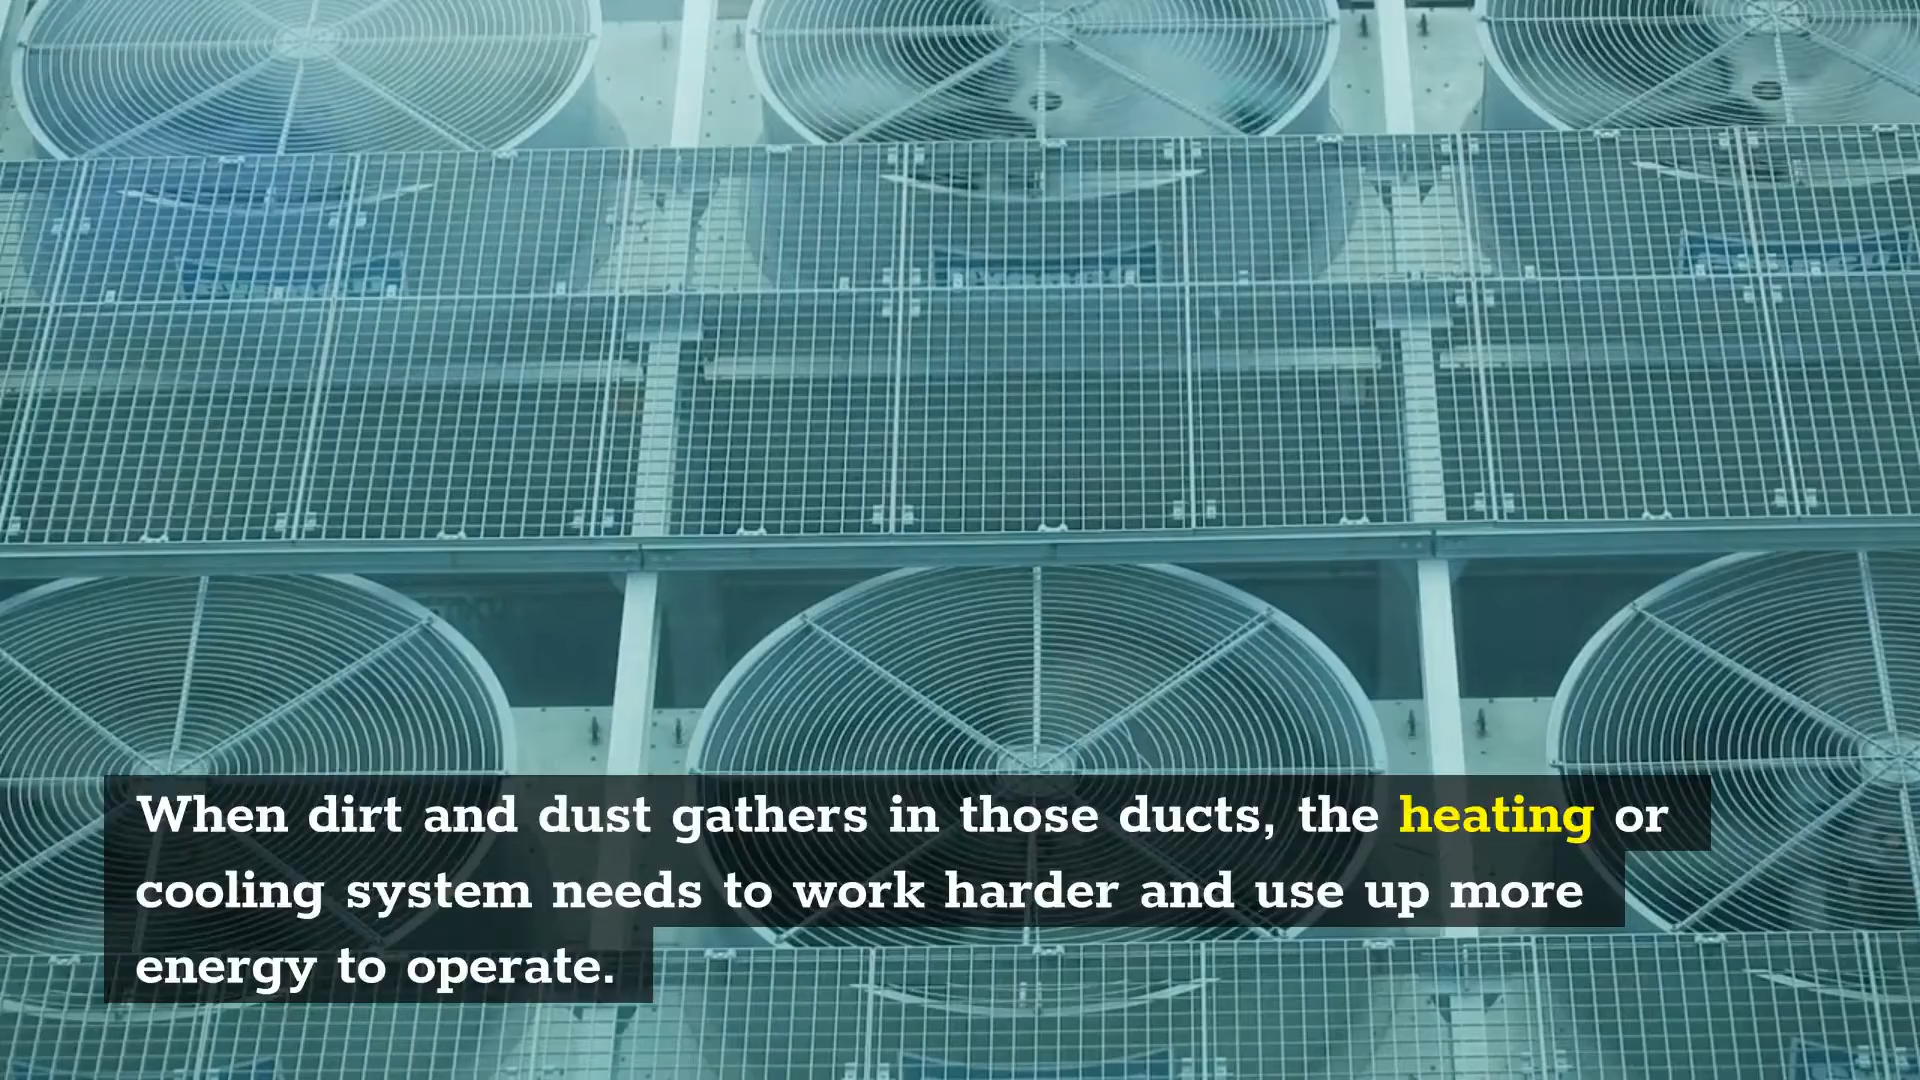 When dirt and dust gathers in those ducts, the heating or
cooling system needs to work harder and use up more
energy to operate.